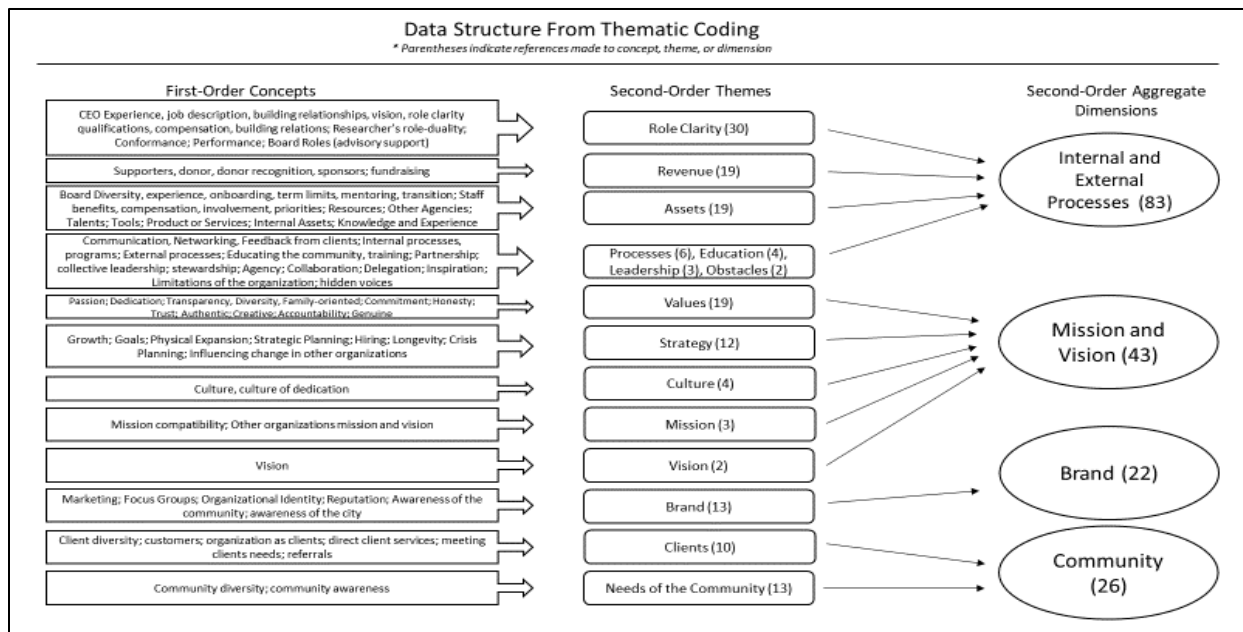 Data Structure From Thematic Coding
* Parentheses indicate references made to concept, theme, or dimension
First-Order Concepts
CEO Experience, job description, building relationships, vision, role clarity
qualifications, compensation, building relations; Researcher's role-duality;
Conformance; Performance; Board Roles (advisory support)
Supporters, donor, donor recognition, sponsors; fundraising
Board Diversity, experience, onboarding, term limits, mentoring, transition; Staff
benefits, compensation, involvement, priorities; Resources; Other Agencies;
Talents; Tools; Product or Services; Internal Assets; Knowledge and Experience
Communication, Networking, Feedback from clients; Internal processes,
programs; External processes; Educating the community, training; Partnership;
collective leadership; stewardship; Agency; Collaboration; Delegation; Inspiration;
Limitations of the organization; hidden voices
Passion; Dedication; Transparency, Diversity, Family-oriented; Commitment; Honesty;
Trust; Authentic; Creative; Accountability; Genuine
Growth; Goals; Physical Expansion; Strategic Planning; Hiring; Longevity; Crisis
Planning; Influencing change in other organizations
Culture, culture of dedication
Mission compatibility; Other organizations mission and vision
Vision
Marketing; Focus Groups; Organizational Identity; Reputation; Awareness of the
community; awareness of the city
Client diversity; customers; organization as clients; direct client services; meeting
clients needs; referrals
Community diversity; community awareness
Second-Order Themes
Role Clarity (30)
Revenue (19)
Assets (19)
Processes (6), Education (4),
Leadership (3), Obstacles (2)
Values (19)
Strategy (12)
Culture (4)
Mission (3)
Vision (2)
Brand (13)
Clients (10)
Needs of the Community (13)
Second-Order Aggregate
Dimensions
Internal and
External
Processes (83)
Mission and
Vision (43)
Brand (22)
Community
(26)